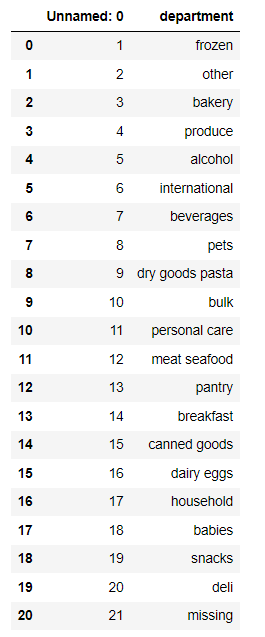 Unnamed: 0 department
0 1 frozen
1 2 other
2 3 bakery
3 4 produce
4 5 alcohol
5 6 international
6 7 beverages
7 8 pets
8 9 dry goods pasta
9 10 bulk
10 11 personal care
11 12 meat seafood
12 13 pantry
13 14 breakfast
14 15 canned goods
15 16 dairy eggs
16 17 household
17 18 babies
18 19 snacks
19 20 deli
20 21 missing